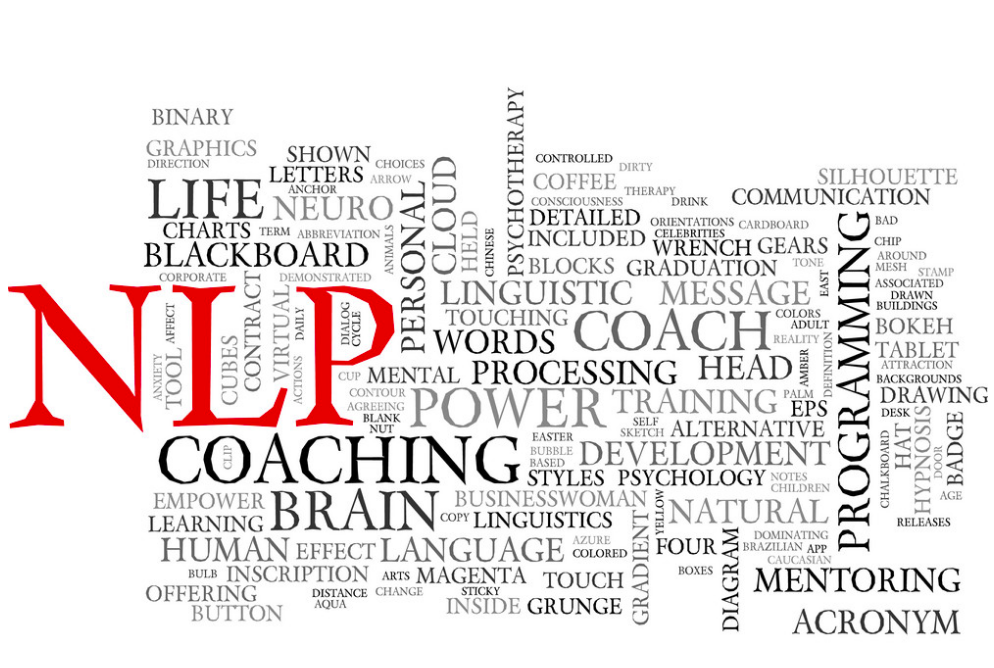 BINARY
GRAPHICS
DIRECTION
SHOWN
CHOICES
LETTERS
ARROW
ANCHOR
LIFE
NEURO
CHARTS
TERM
ABBREVIATION
BLACKBOARD
ANIMALS
PERSONAL
CLOUD
HELD
CHINESE
PSYCHOTHERAPY
CONTROLLED
DIRTY
COFFEE
THERAPY
CONSCIOUSNESS
DRINK
SILHOUETTE
COMMUNICATION
DETAILED
ORIENTATIONS
CARDBOARD
INCLUDED
CELEBRITIES
WRENCH
GEARS
BLOCKS
GRADUATION
TONE
EAST
PROGRAMMING
BAD
CHIP
AROUND
MESH
STAMP
ASSOCIATED
DRAWN
BUILDINGS
CORPORATE
DEMONSTRATED
NLP
ANXIETY
TOOL
AFFECT
CUBES
CONTRACT
VIRTUAL
DAILY
ACTIONS
DIALOG
CYCLE
LINGUISTIC
MESSAGE
TOUCHING
COACH
COLORS
ADULT
REALITY
BOKEH
WORDS
TABLET
ATTRACTION
CUP
MENTAL
PROCESSING
HEAD
AMBER
DEFINITION
BACKGROUNDS
CONTOUR
AGREEING
BLANK
NUT
POWER
TRAINING
PALM
EPS
DRAWING
DESK
SELF
SKETCH
ALTERNATIVE
COACHING
CLIP
EASTER
BUBBLE
BASED
DEVELOPMENT
STYLES
PSYCHOLOGY
NOTES
CHILDREN
CHALKBOARD
HAT
HYPNOSIS
DOOR
BADGE
AGE
RELEASES
EMPOWER
BRAIN
BUSINESSWOMAN
YELLOW
NATURAL
LEARNING
COPY
LINGUISTICS
GRADIENT
HUMAN
EFFECT
LANGUAGE
AZURE
COLORED
FOUR
DIAGRAM
DOMINATING
BRAZILIAN
APP
CAUCASIAN
BULB
INSCRIPTION
ARTS
MAGENTA
TOUCH
BOXES
MENTORING
OFFERING
DISTANCE
CHANGE
STICKY
AQUA
BUTTON
INSIDE
GRUNGE
ACRONYM